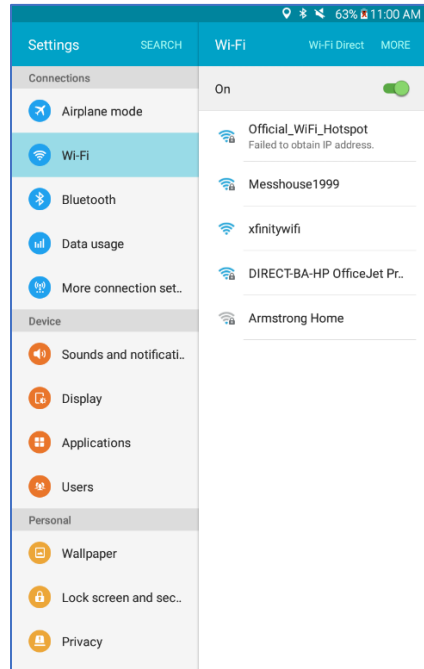 63% 11:00 AM
Settings SEARCH
Wi-Fi Wi-Fi Direct MORE
Connections
Airplane mode
Wi-Fi
Bluetooth
Data usage
More connection set..
Device
Sounds and notificati..
Display
Applications
Users
Personal
Wallpaper
Lock screen and sec..
Privacy
On
Official_WiFi_Hotspot
Failed to obtain IP address.
Messhouse1999
xfinitywifi
DIRECT-BA-HP OfficeJet Pr..
Armstrong Home